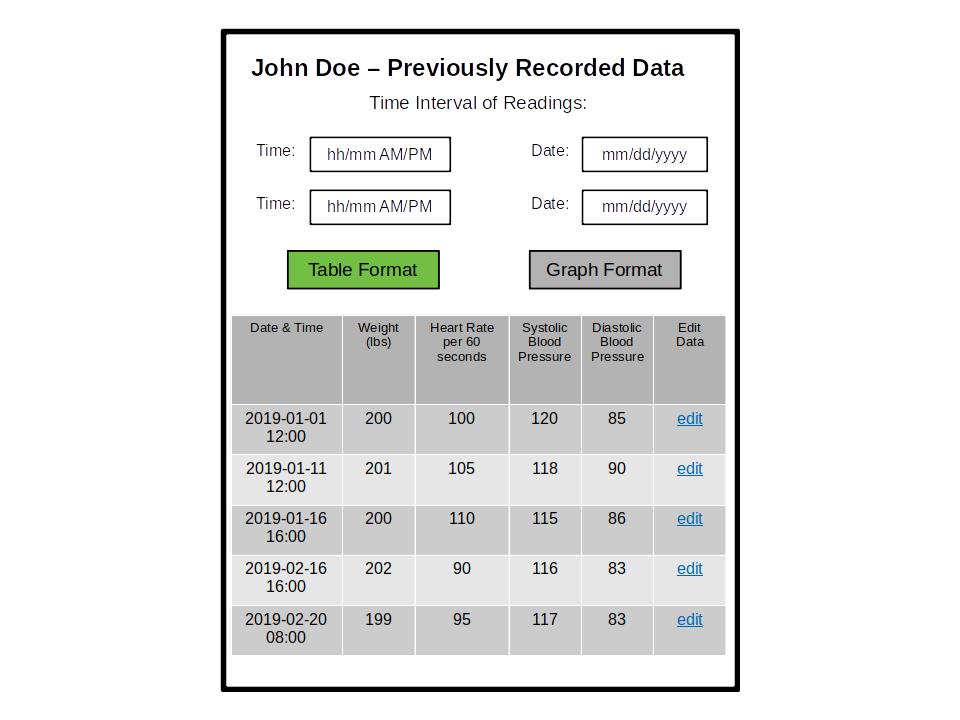 John Doe – Previously Recorded Data
Time Interval of Readings:
Time: hh/mm AM/PM Date: mm/dd/yyyy
Time: hh/mm AM/PM Date: mm/dd/yyyy
Table Format Graph Format
Date & Time Weight Heart Rate Systolic Diastolic Edit
(lbs) per 60 Blood Blood Data
seconds Pressure Pressure
2019-01-01 200 100 120 85 edit
12:00
2019-01-11 201 105 118 90 edit
12:00
2019-01-16 200 110 115 86 edit
16:00
2019-02-16 202 90 116 83 edit
16:00
2019-02-20 199 95 117 83 edit
08:00